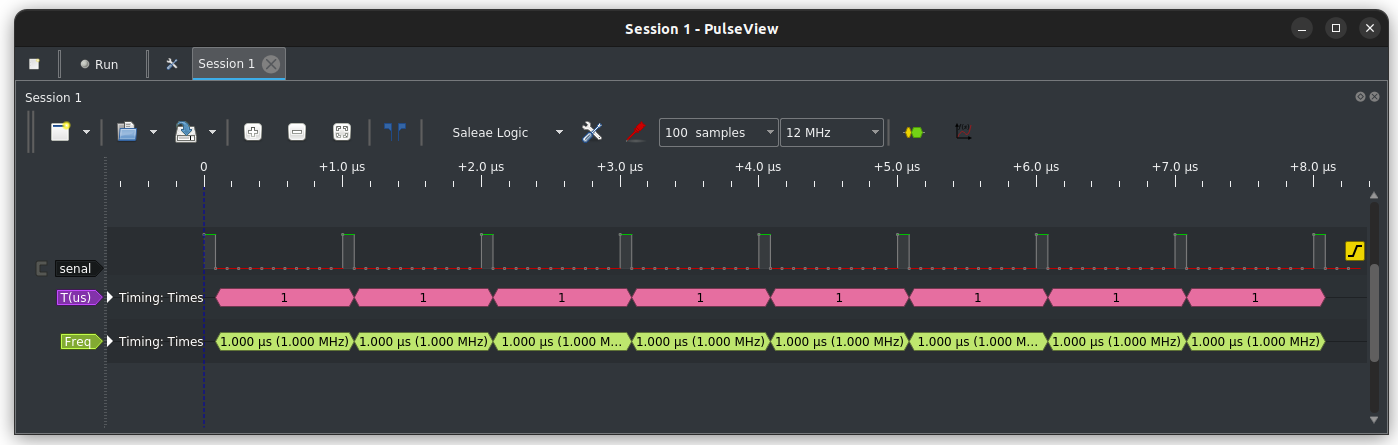 Session 1 - PulseView
Run
Session 1
Session 1
Saleae Logic 100 samples 12 MHz
0 +1.0 µs +2.0 µs +3.0 µs +4.0 µs +5.0 µs +6.0 µs +7.0 µs +8.0 µs
senal
T(us) Timing: Times 1 1 1 1 1 1 1 1
Freq Timing: Times 1.000 µs (1.000 MHz) 1.000 µs (1.000 MHz) 1.000 µs (1.000 M... 1.000 µs (1.000 MHz) 1.000 µs (1.000 MHz) 1.000 µs (1.000 M... 1.000 µs (1.000 MHz) 1.000 µs (1.000 MHz)